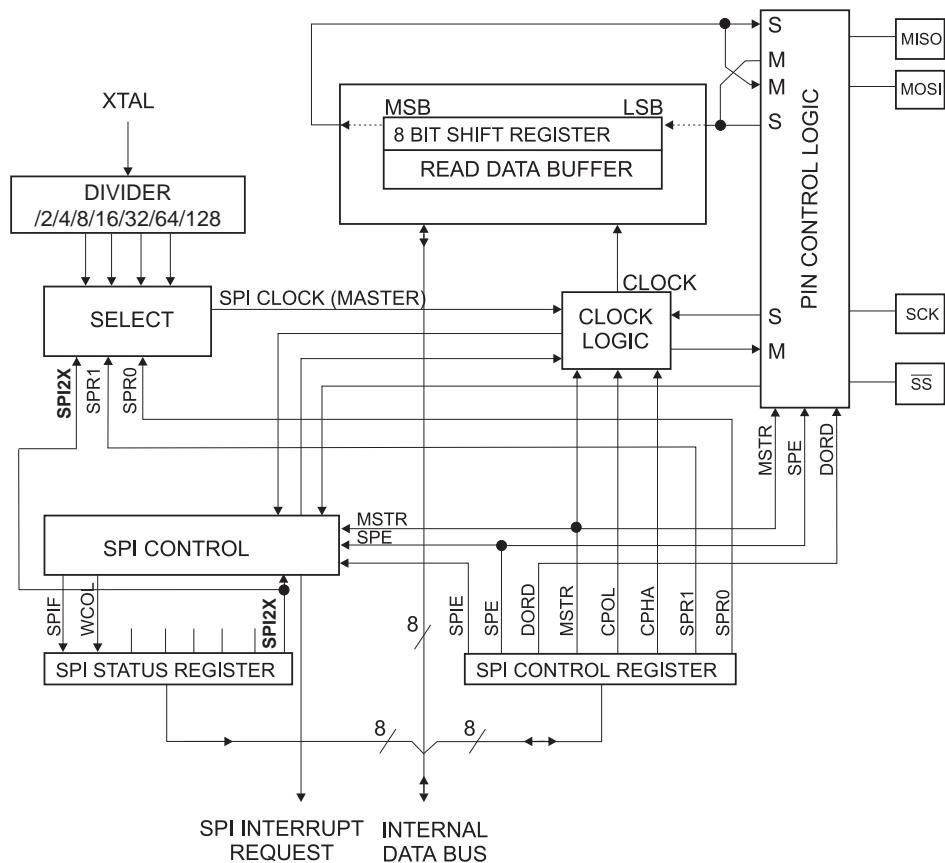 S
MISO
M
M
MOSI
XTAL
MSB
LSB
S
8 BIT SHIFT REGISTER
READ DATA BUFFER
DIVIDER
/2/4/8/16/32/64/128
PIN CONTROL LOGIC
SPI CLOCK (MASTER)
CLOCK
SELECT
CLOCK
LOGIC
S
SCK
M
SS
SPI2X
SPR1
SPR0
MSTR
SPE
DORD
MSTR
SPE
SPI CONTROL
SPIF
WCOL
SPI2X
8
SPIE
SPE
DORD
MSTR
CPOL
CPHA
SPR1
SPR0
SPI STATUS REGISTER
SPI CONTROL REGISTER
8
8
SPI INTERRUPT
REQUEST
INTERNAL
DATA BUS